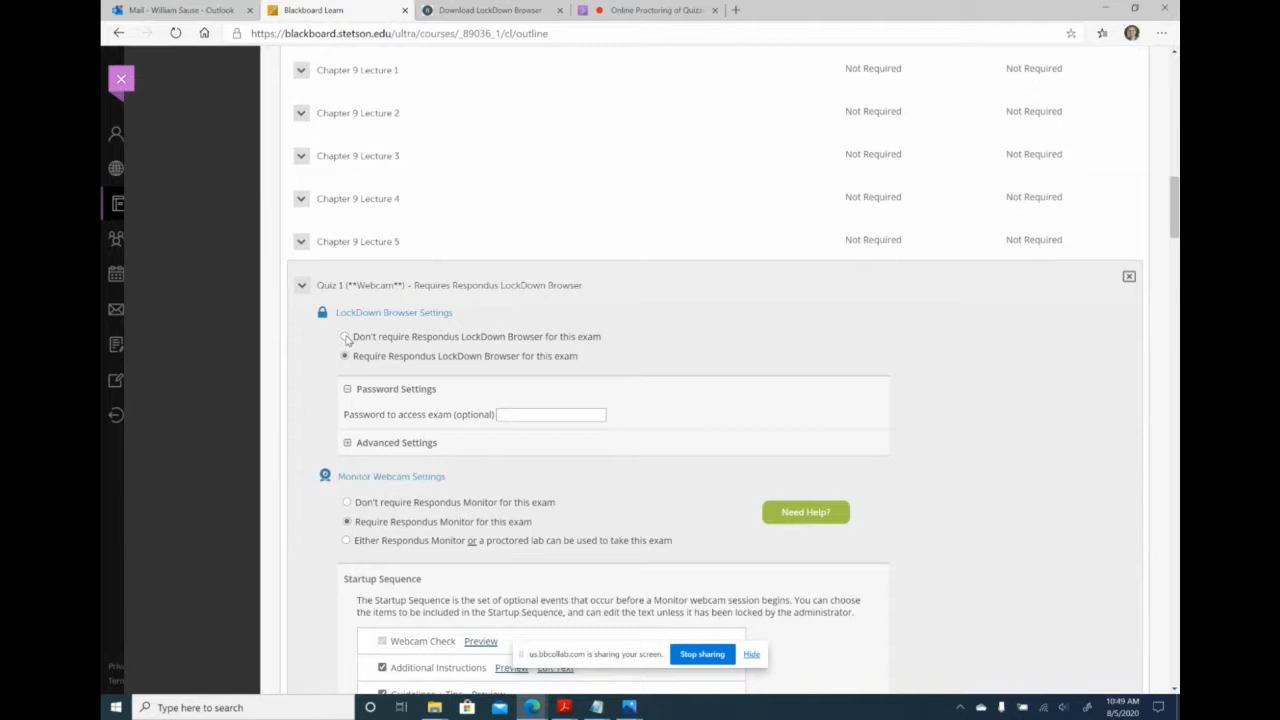 Mail - William Sause - Outlook
Blackboard Learn
Download LockDown Browser
Online Proctoring of Quizz
https://blackboard.stetson.edu/ultra/courses/_89036_1/cl/outline
Chapter 9 Lecture 1 Not Required Not Required
Chapter 9 Lecture 2 Not Required Not Required
Chapter 9 Lecture 3 Not Required Not Required
Chapter 9 Lecture 4 Not Required Not Required
Chapter 9 Lecture 5 Not Required Not Required
Quiz 1 (**Webcam**) - Requires Respondus LockDown Browser
LockDown Browser Settings
Don't require Respondus LockDown Browser for this exam
Require Respondus LockDown Browser for this exam
Password Settings
Password to access exam (optional)
Advanced Settings
Monitor Webcam Settings
Don't require Respondus Monitor for this exam
Require Respondus Monitor for this exam
Need Help?
Either Respondus Monitor or a proctored lab can be used to take this exam
Startup Sequence
The Startup Sequence is the set of optional events that occur before a Monitor webcam session begins. You can choose
the items to be included in the Startup Sequence, and can edit the text unless it has been locked by the administrator.
Webcam Check Preview
us.bbcollab.com is sharing your screen. Stop sharing Hide
Additional Instructions Preview Edit Text
Guidelines + Tips Preview
Priva
Term
Type here to search
10:49 AM
8/5/2020